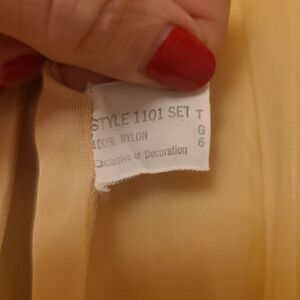 STYLE 1101 SET T
100% NYLON G
Exclusive of Decoration 6